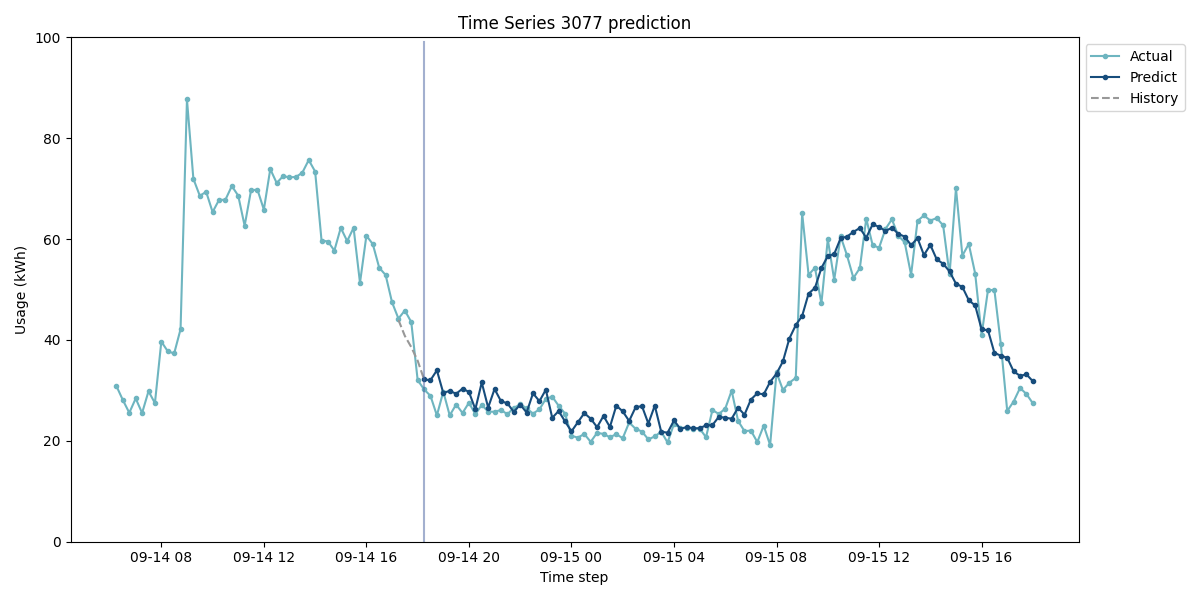 Time Series 3077 prediction
100
80
60
40
20
0
Usage (kWh)
09-14 08
09-14 12
09-14 16
09-14 20
09-15 00
09-15 04
09-15 08
09-15 12
09-15 16
Time step
Actual
Predict
History